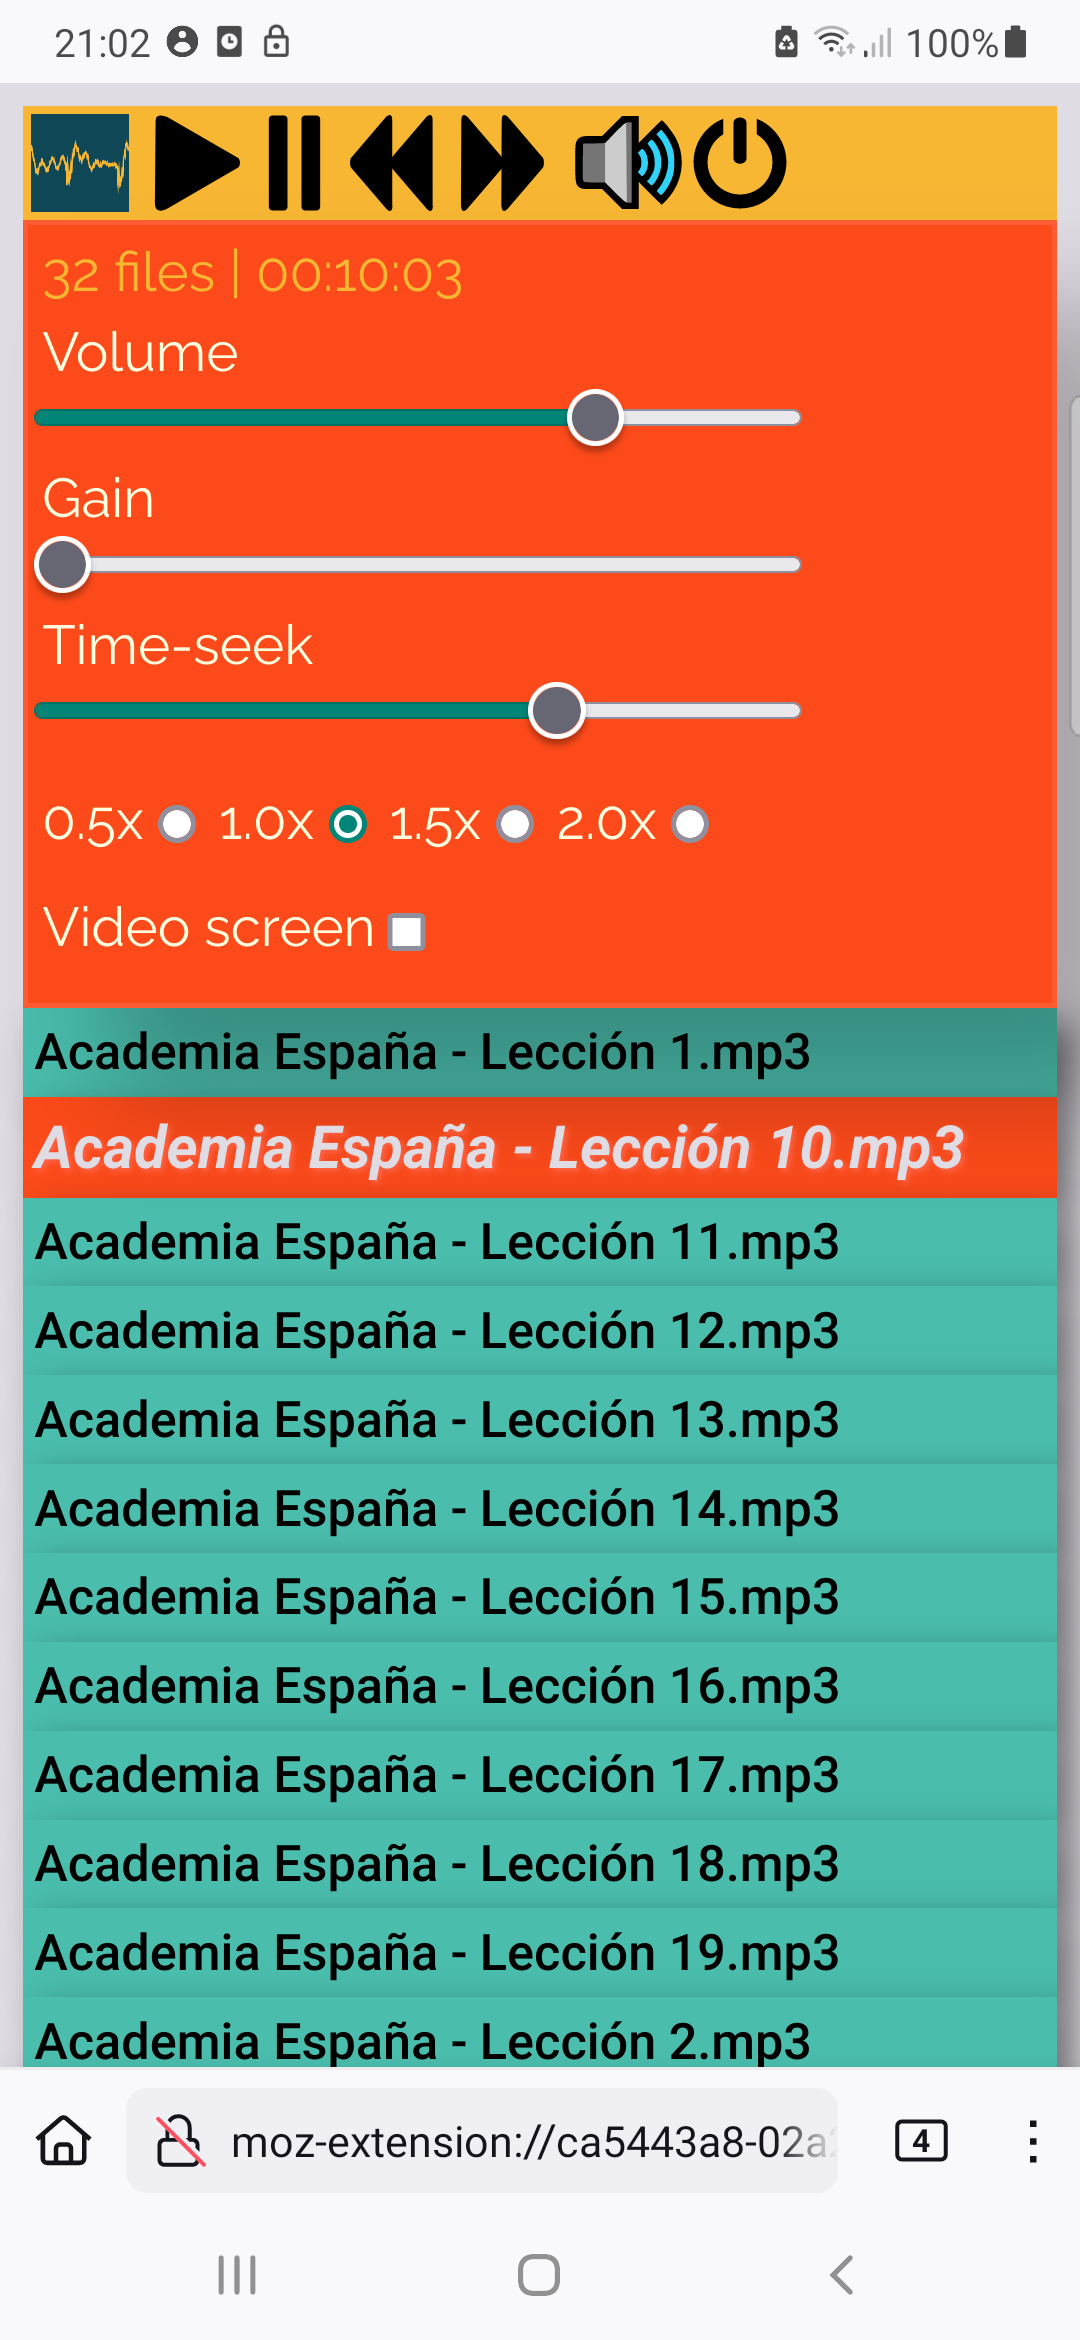 21:02 100%
32 files | 00:10:03
Volume
Gain
Time-seek
0.5x 1.0x 1.5x 2.0x
Video screen
Academia España - Lección 1.mp3
Academia España - Lección 10.mp3
Academia España - Lección 11.mp3
Academia España - Lección 12.mp3
Academia España - Lección 13.mp3
Academia España - Lección 14.mp3
Academia España - Lección 15.mp3
Academia España - Lección 16.mp3
Academia España - Lección 17.mp3
Academia España - Lección 18.mp3
Academia España - Lección 19.mp3
Academia España - Lección 2.mp3
moz-extension://ca5443a8-02a 4